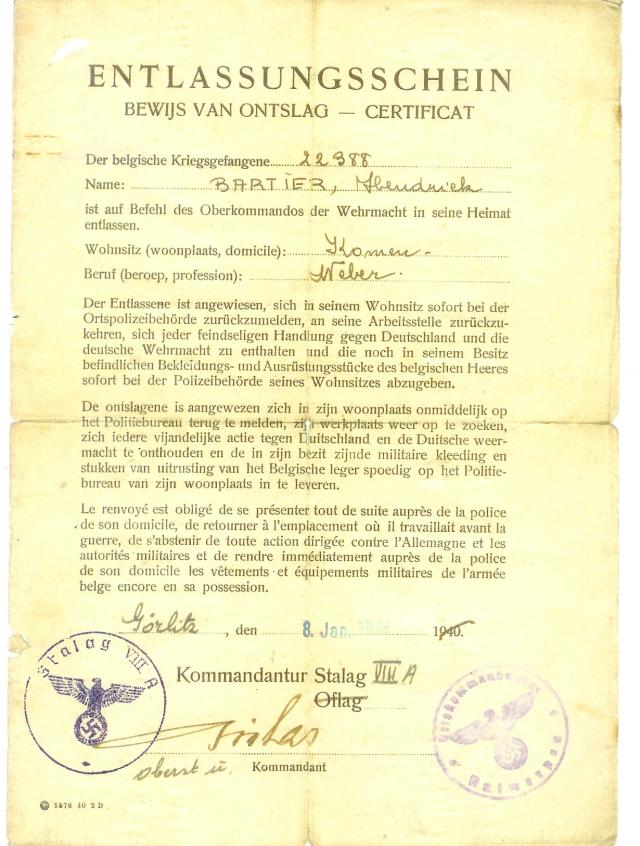 ENTLASSUNGSSCHEIN
BEWIJS VAN ONTSLAG — CERTIFICAT
Der belgische Kriegsgefangene 22388
Name: BARTIER, Hendrick
ist auf Befehl des Oberkommandos der Wehrmacht in seine Heimat
entlassen.
Wohnsitz (woonplaats, domicile): Komen -
Beruf (beroep, profession): Weber.
Der Entlassene ist angewiesen, sich in seinem Wohnsitz sofort bei der
Ortspolizeibehörde zurückzumelden, an seine Arbeitsstelle zurückzu-
kehren, sich jeder feindseligen Handlung gegen Deutschland und die
deutsche Wehrmacht zu enthalten und die noch in seinem Besitz
befindlichen Bekleidungs- und Ausrüstungsstücke des belgischen Heeres
sofort bei der Polizeibehörde seines Wohnsitzes abzugeben.
De ontslagene is aangewezen zich in zijn woonplaats onmiddelijk op
het Politiebureau terug te melden, zijn werkplaats weer op te zoeken,
zich iedere vijandelijke actie tegen Duitschland en de Duitsche weer-
macht te onthouden en de in zijn bezit zijnde militaire kleeding en
stukken van uitrusting van het Belgische leger spoedig op het Politie-
bureau van zijn woonplaats in te leveren.
Le renvoyé est obligé de se présenter tout de suite auprès de la police
de son domicile, de retourner à l'emplacement où il travaillait avant la
guerre, de s'abstenir de toute action dirigée contre l'Allemagne et les
autorités militaires et de rendre immédiatement auprès de la police
de son domicile les vêtements et équipements militaires de l'armée
belge encore en sa possession.
Görlitz, den 8. Jan. 1940.
Stalag VIII A
Kommandantur Stalag VIII A
Oflag
Oberst u. Kommandant
5476 40 2 D